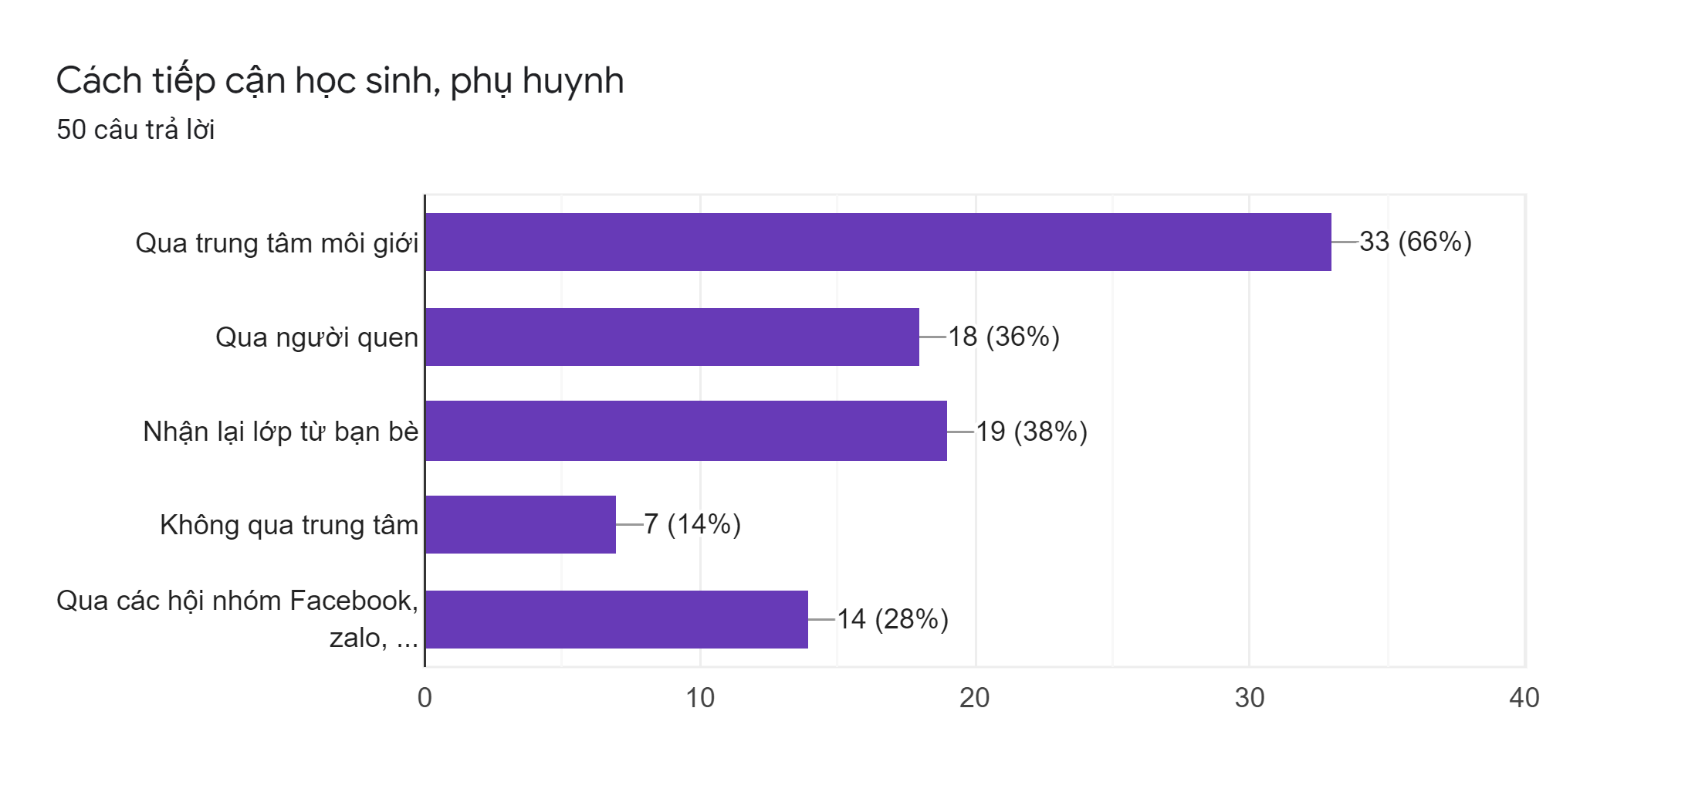 Cách tiếp cận học sinh, phụ huynh
50 câu trả lời
Qua trung tâm môi giới
33 (66%)
Qua người quen
18 (36%)
Nhận lại lớp từ bạn bè
19 (38%)
Không qua trung tâm
7 (14%)
Qua các hội nhóm Facebook,
zalo, ...
14 (28%)
0
10
20
30
40